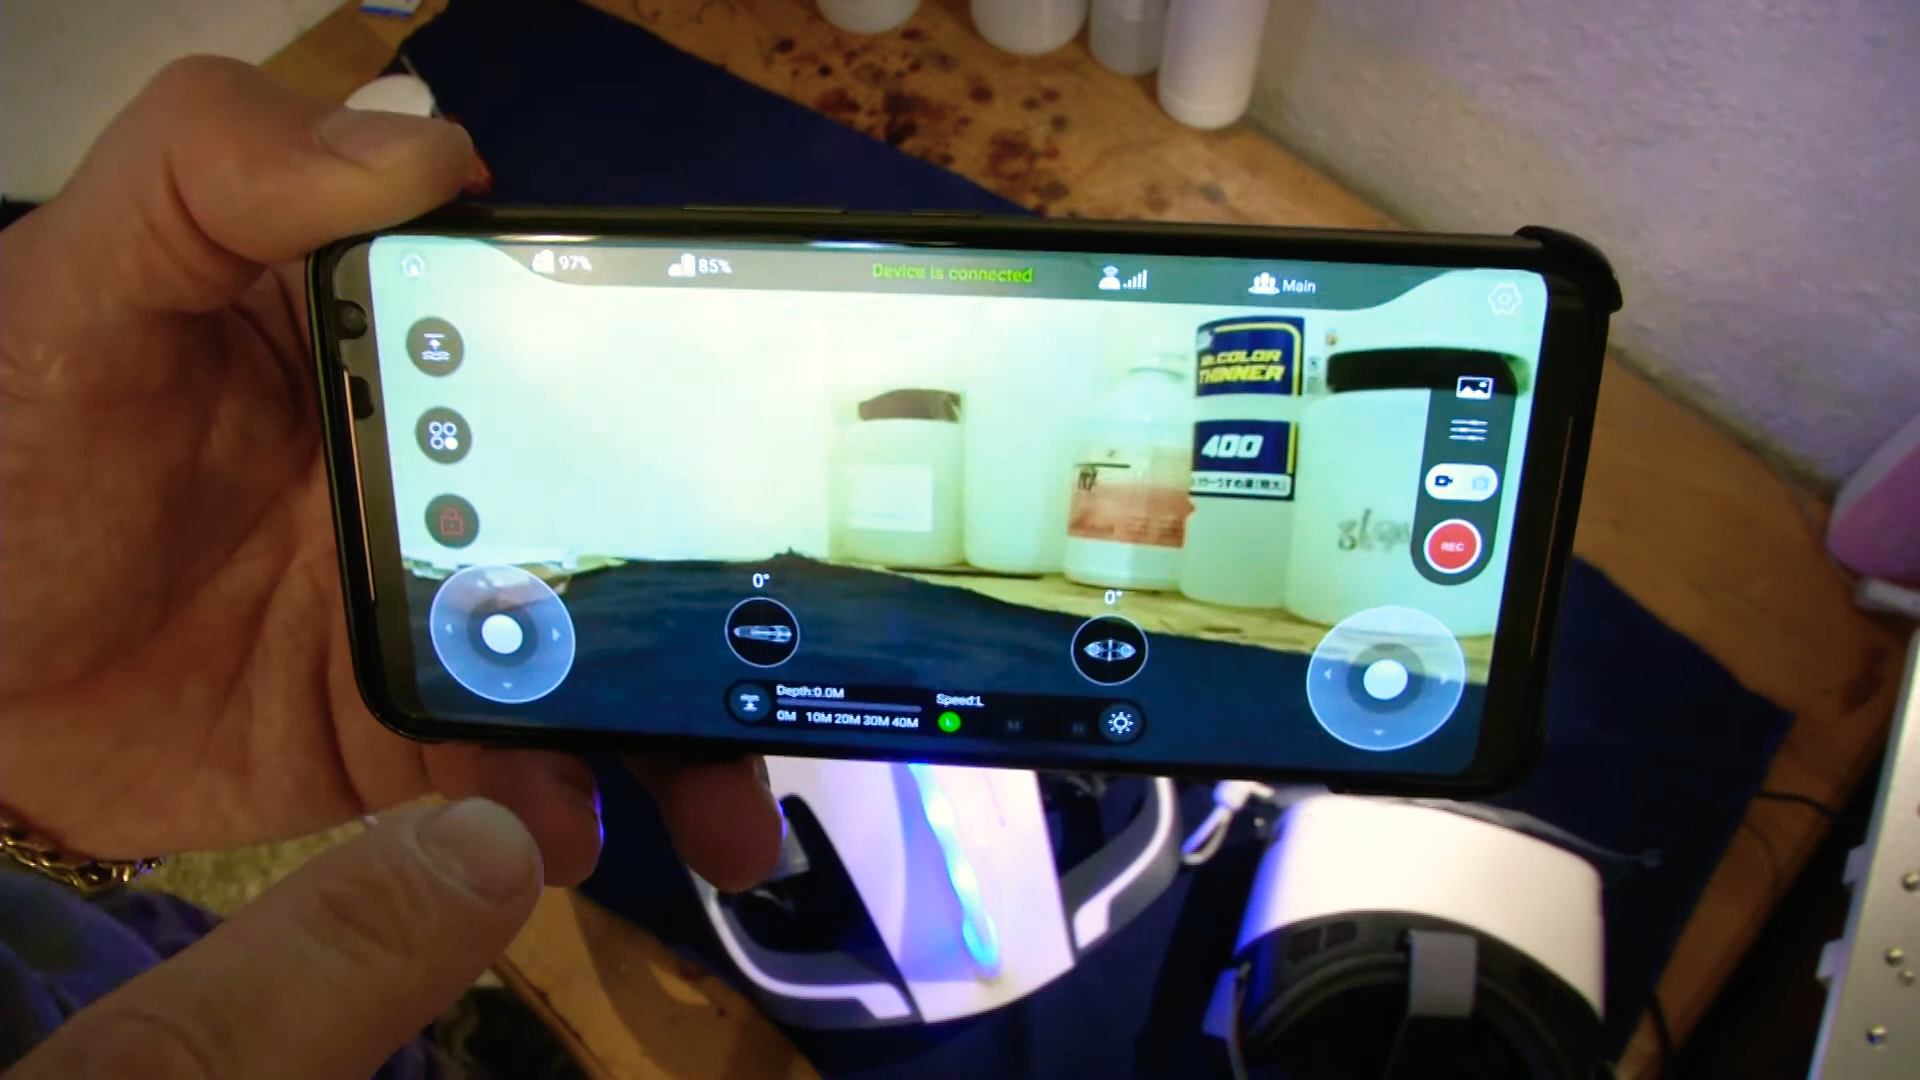 97%
85%
Device is connected
Main
Mr.COLOR
THINNER
400
REC
0°
0°
Depth:0.0M
Speed:L
0M 10M 20M 30M 40M
L M H